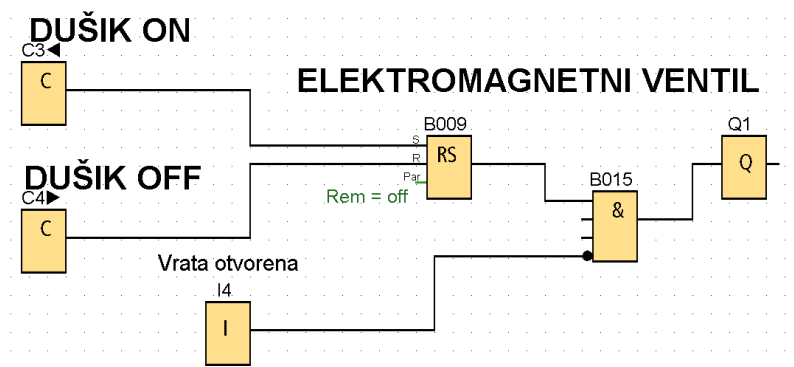 DUŠIK ON
C3◀
C
ELEKTROMAGNETNI VENTIL
B009
S
R
Par
RS
Rem = off
Q1
Q
DUŠIK OFF
C4▶
C
B015
&
Vrata otvorena
I4
I